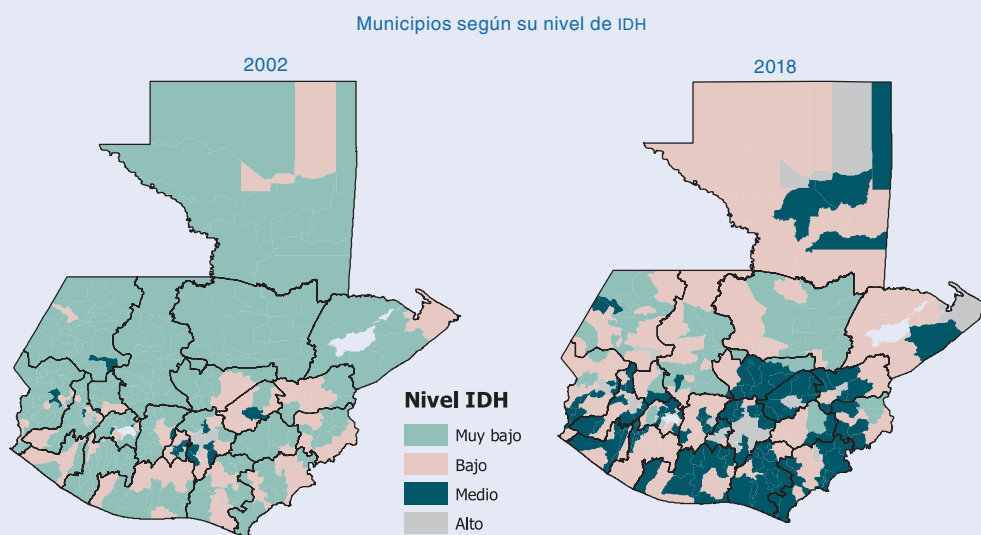 Municipios según su nivel de IDH
2002
2018
Nivel IDH
Muy bajo
Bajo
Medio
Alto